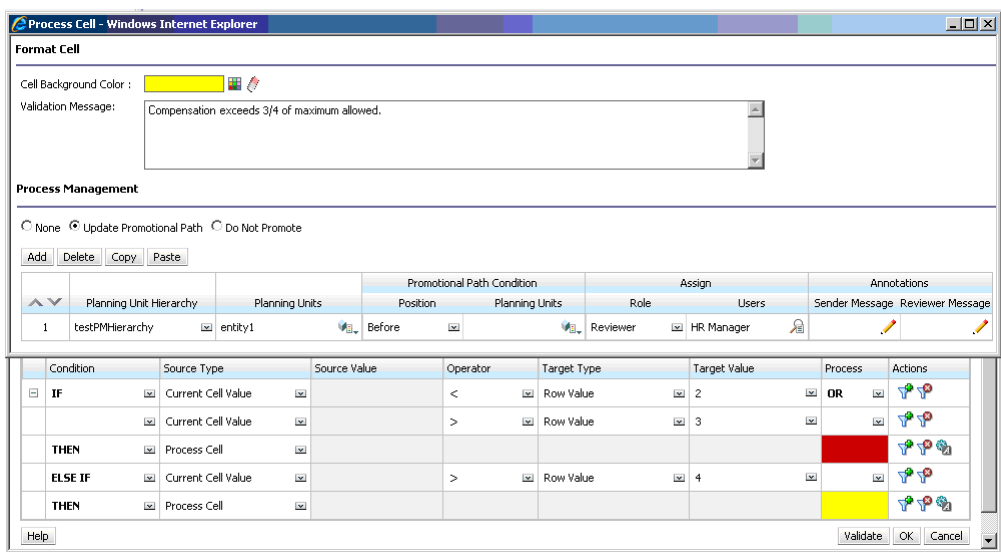 Process Cell - Windows Internet Explorer
Format Cell
Cell Background Color :
Validation Message:
Compensation exceeds 3/4 of maximum allowed.
Process Management
None Update Promotional Path Do Not Promote
Add Delete Copy Paste
Promotional Path Condition Assign Annotations
Planning Unit Hierarchy Planning Units Position Planning Units Role Users Sender Message Reviewer Message
1 testPMHierarchy entity1 Before Reviewer HR Manager
Condition Source Type Source Value Operator Target Type Target Value Process Actions
IF Current Cell Value < Row Value 2 OR
Current Cell Value > Row Value 3
THEN Process Cell
ELSE IF Current Cell Value > Row Value 4
THEN Process Cell
Help Validate OK Cancel